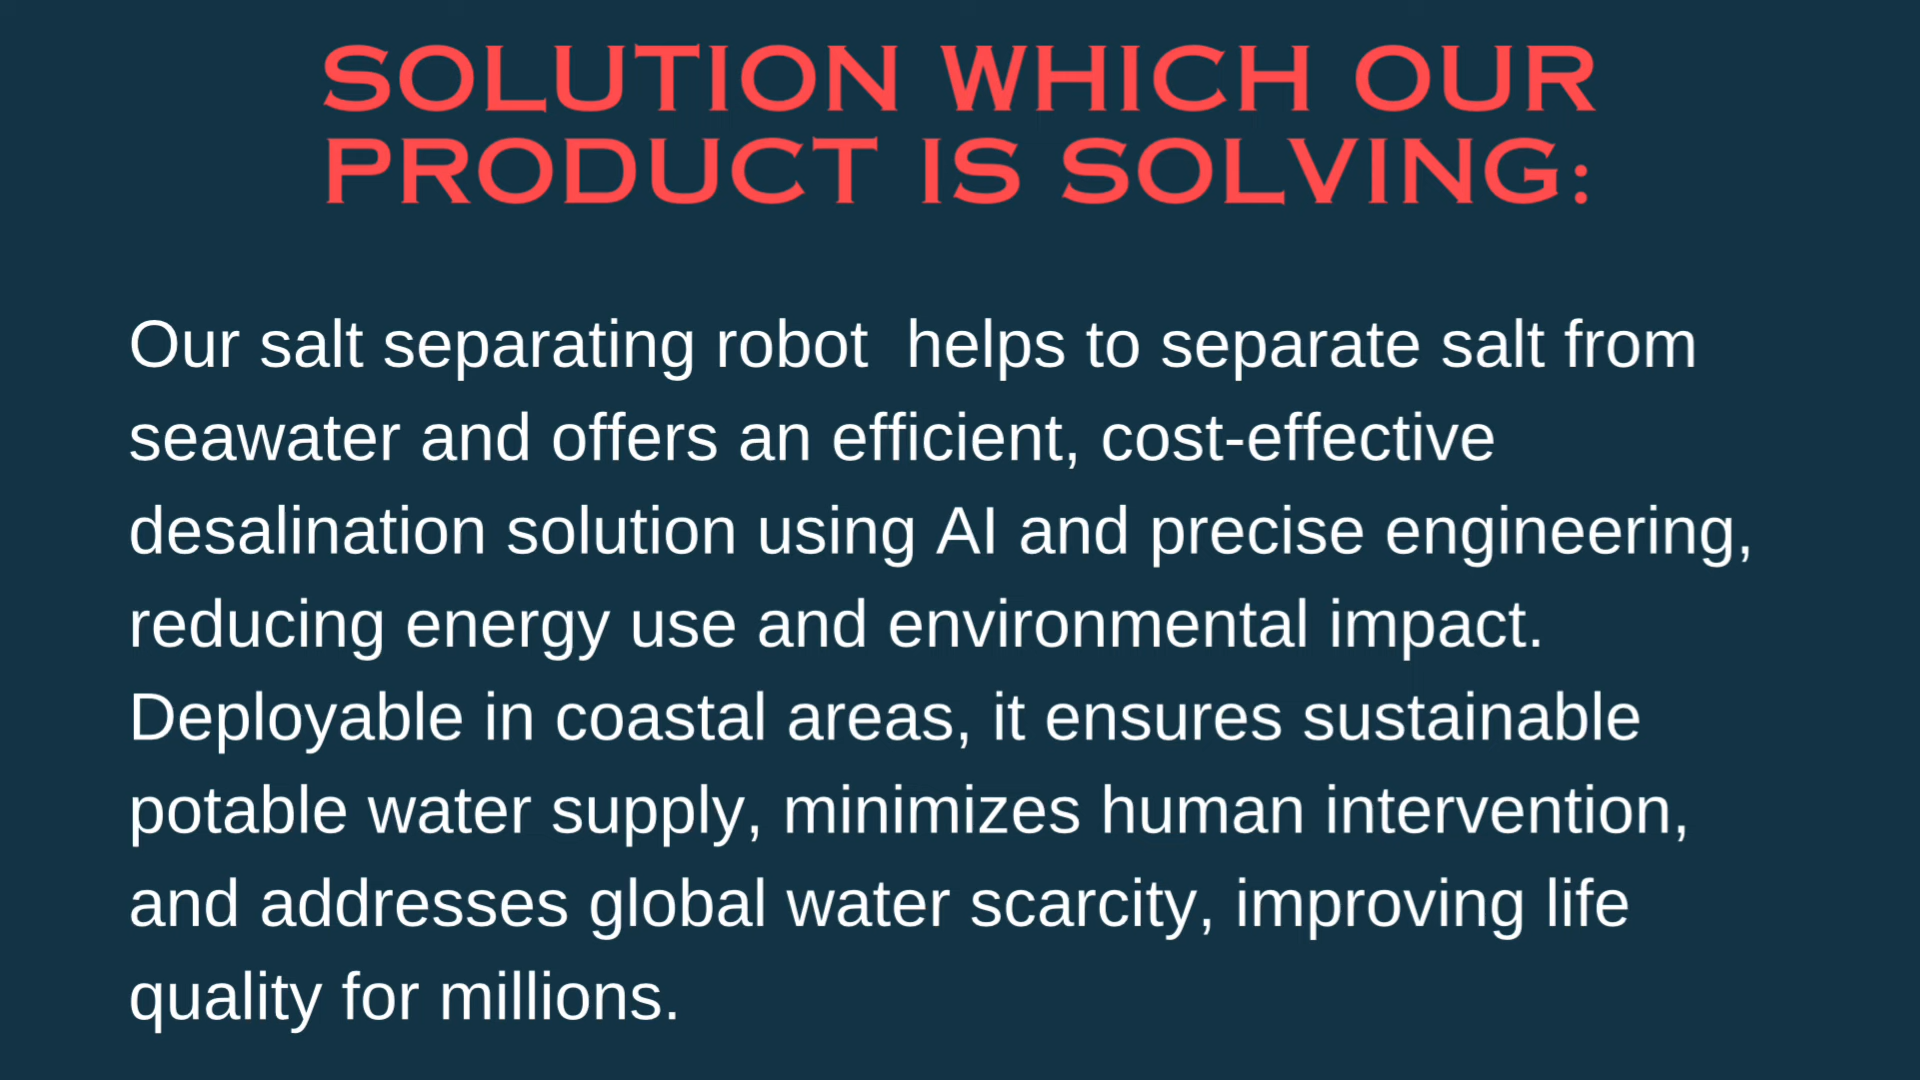 SOLUTION WHICH OUR
PRODUCT IS SOLVING:
Our salt separating robot  helps to separate salt from
seawater and offers an efficient, cost-effective
desalination solution using AI and precise engineering,
reducing energy use and environmental impact.
Deployable in coastal areas, it ensures sustainable
potable water supply, minimizes human intervention,
and addresses global water scarcity, improving life
quality for millions.